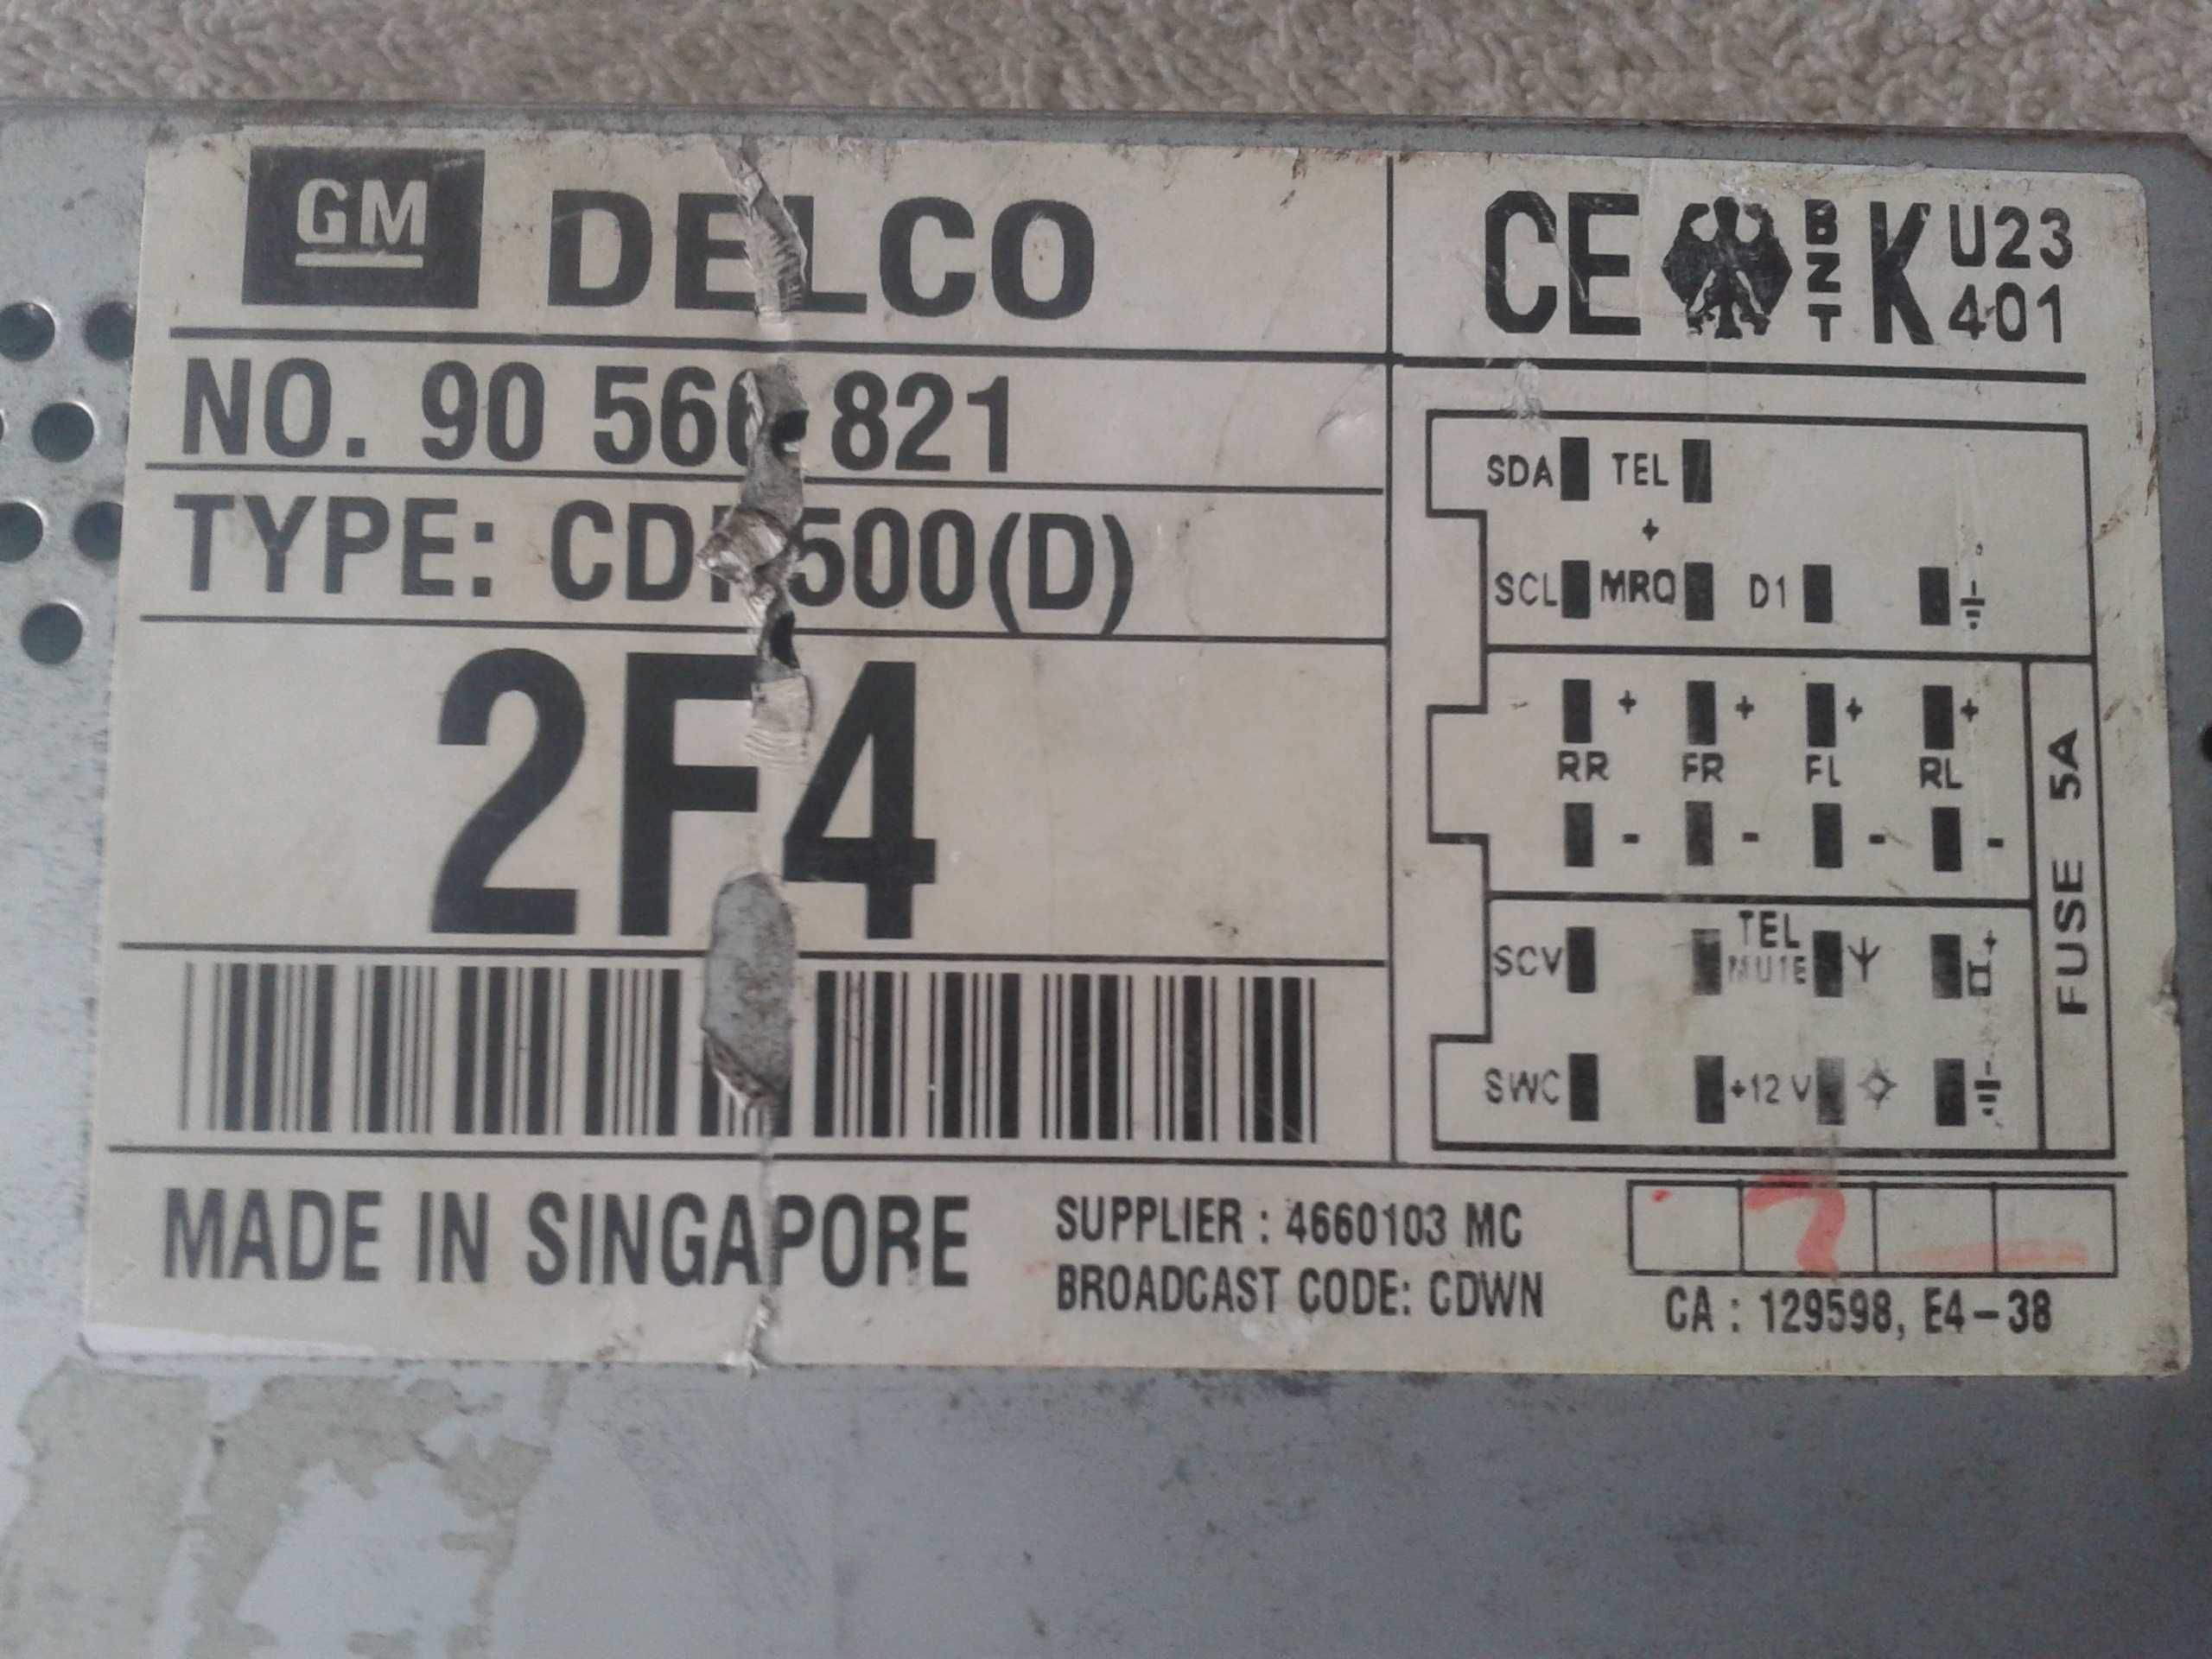 GM DELCO
NO. 90 566 821
TYPE: 500(D)
2F4
MADE IN SINGAPORE
SUPPLIER : 4660103 MC
BROADCAST CODE: CDWN
CE BZT K U23
401
SDA TEL
+
SCL MRQ D1
+ + + +
RR FR FL RL
- - - -
SCV TEL MUTE +
SWC +12 V
FUSE 5A
CA : 129598, E4-38